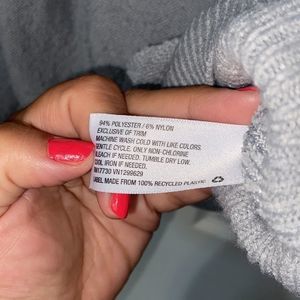 94% POLYESTER / 6% NYLON
EXCLUSIVE OF TRIM
MACHINE WASH COLD WITH LIKE COLORS.
GENTLE CYCLE. ONLY NON-CHLORINE
BLEACH IF NEEDED. TUMBLE DRY LOW.
COOL IRON IF NEEDED.
VN1299629
LABEL MADE FROM 100% RECYCLED PLASTIC.